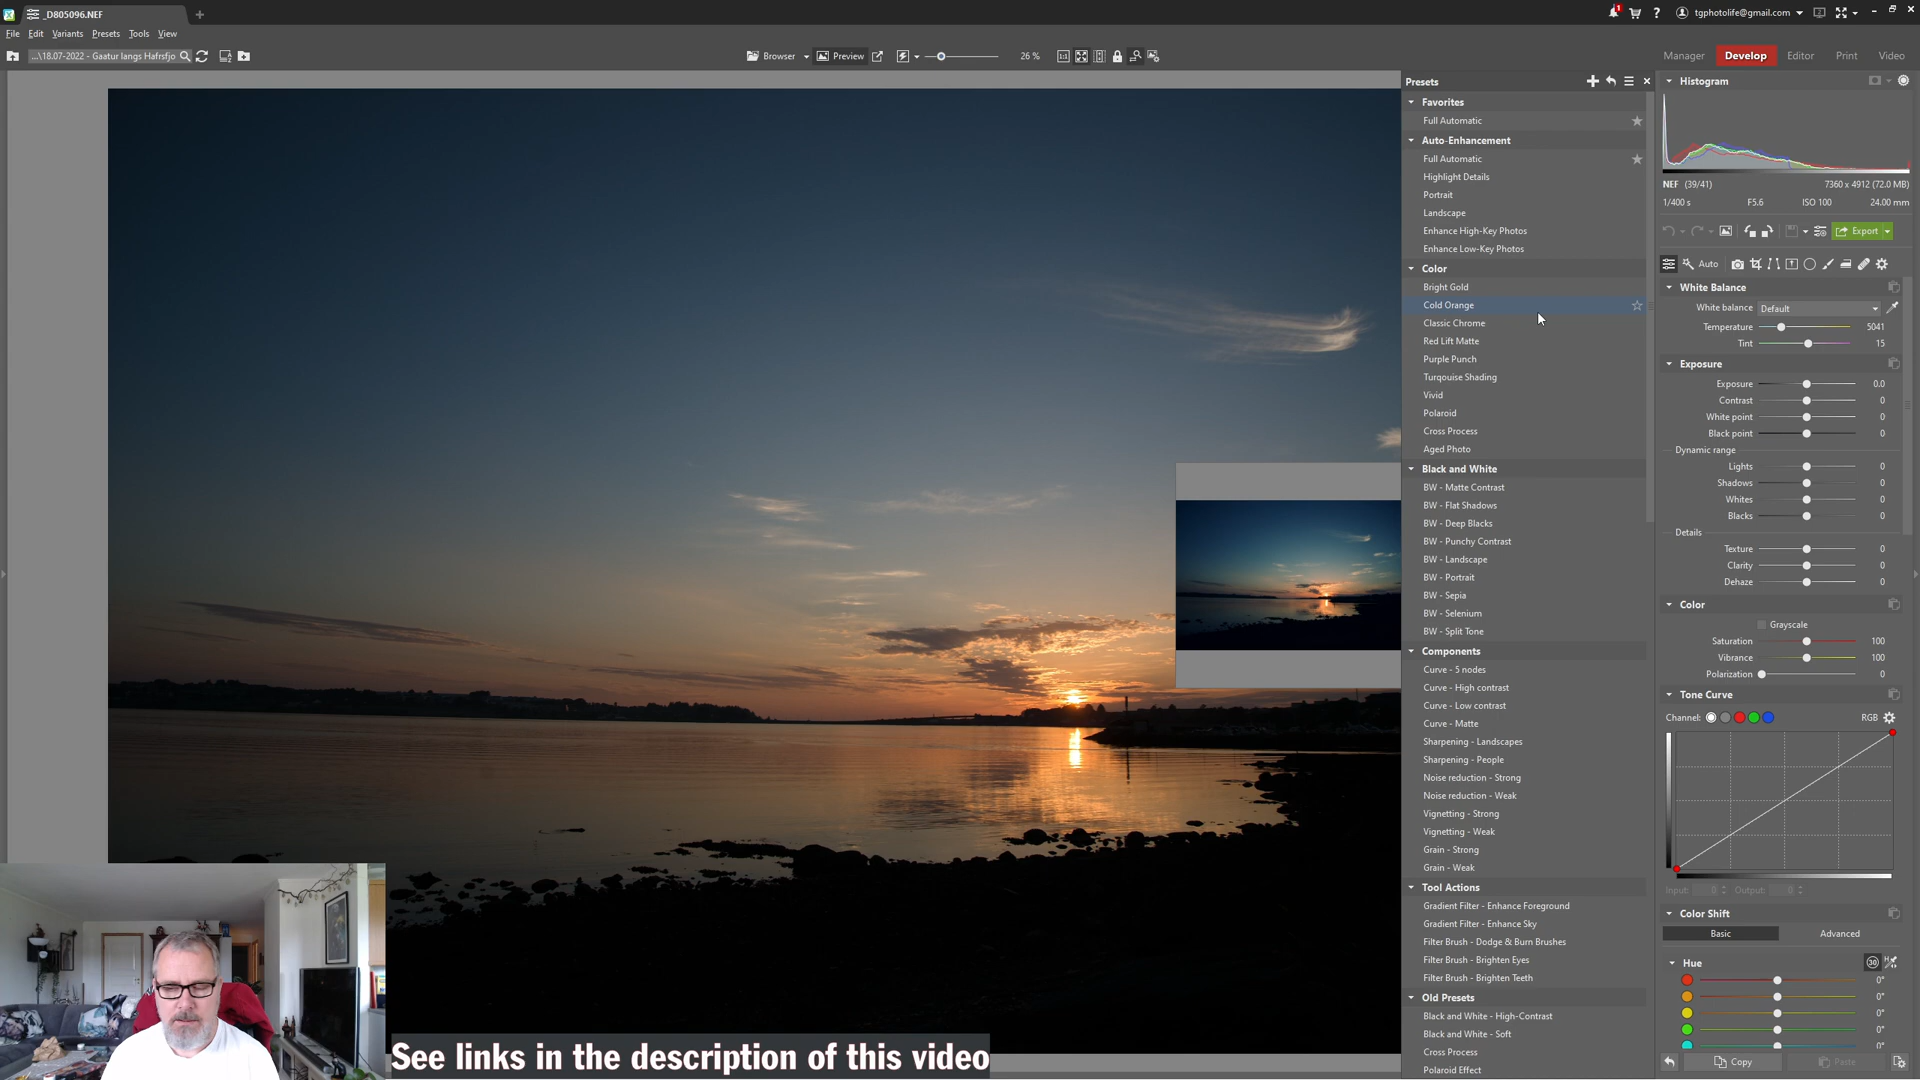 _D805096.NEF
tgphotolife@gmail.com
File Edit Variants Presets Tools View
...\18.07-2022 - Gaatur langs Hafrsfjo
Browser Preview 26 %
Manager Develop Editor Print Video
Presets
Favorites
Full Automatic
Auto-Enhancement
Full Automatic
Highlight Details
Portrait
Landscape
Enhance High-Key Photos
Enhance Low-Key Photos
Color
Bright Gold
Cold Orange
Classic Chrome
Red Lift Matte
Purple Punch
Turqouise Shading
Vivid
Polaroid
Cross Process
Aged Photo
Black and White
BW - Matte Contrast
BW - Flat Shadows
BW - Deep Blacks
BW - Punchy Contrast
BW - Landscape
BW - Portrait
BW - Sepia
BW - Selenium
BW - Split Tone
Components
Curve - 5 nodes
Curve - High contrast
Curve - Low contrast
Curve - Matte
Sharpening - Landscapes
Sharpening - People
Noise reduction - Strong
Noise reduction - Weak
Vignetting - Strong
Vignetting - Weak
Grain - Strong
Grain - Weak
Tool Actions
Gradient Filter - Enhance Foreground
Gradient Filter - Enhance Sky
Filter Brush - Dodge & Burn Brushes
Filter Brush - Brighten Eyes
Filter Brush - Brighten Teeth
Old Presets
Black and White - High-Contrast
Black and White - Soft
Cross Process
Polaroid Effect
Histogram
NEF (39/41) 7360 x 4912 (72.0 MB)
1/400 s F5.6 ISO 100 24.00 mm
Export
Auto
White Balance
White balance Default
Temperature 5041
Tint 15
Exposure
Exposure 0.0
Contrast 0
White point 0
Black point 0
Dynamic range
Lights 0
Shadows 0
Whites 0
Blacks 0
Details
Texture 0
Clarity 0
Dehaze 0
Color
Grayscale
Saturation 100
Vibrance 100
Polarization 0
Tone Curve
Channel: RGB
Input: 0 Output: 0
Color Shift
Basic Advanced
Hue 30
0°
0°
0°
0°
0°
Copy Paste
See links in the description of this video